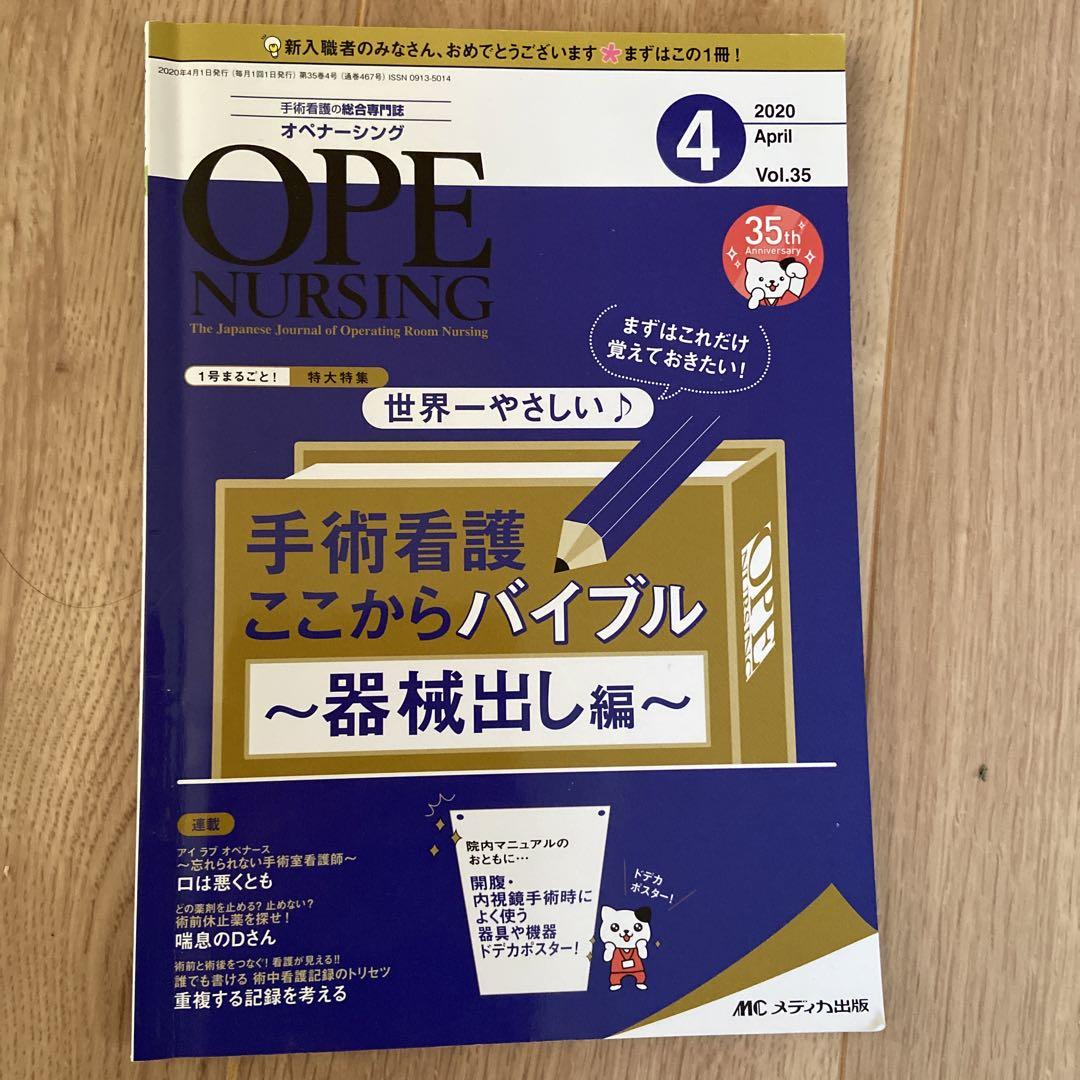 新入職者のみなさん、おめでとうございます まずはこの1冊！
2020年4月1日発行（毎月1回1日発行）第35巻4号（通巻467号）ISSN 0913-5014
手術看護の総合専門誌
オペナーシング
OPE
NURSING
The Japanese Journal of Operating Room Nursing
4
2020
April
Vol.35
35th
Anniversary
まずはこれだけ
覚えておきたい！
1号まるごと！ 特大特集
世界一やさしい♪
手術看護
ここからバイブル
〜器械出し編〜
OPE
NURSING
連載
アイ ラブ オペナース
〜忘れられない手術室看護師〜
口は悪くとも
どの薬剤を止める？ 止めない？
術前休止薬を探せ！
喘息のDさん
術前と術後をつなぐ！ 看護が見える!!
誰でも書ける 術中看護記録のトリセツ
重複する記録を考える
院内マニュアルの
おともに…
開腹・
内視鏡手術時に
よく使う
器具や機器
ドデカポスター！
ドデカ
ポスター！
MC メディカ出版